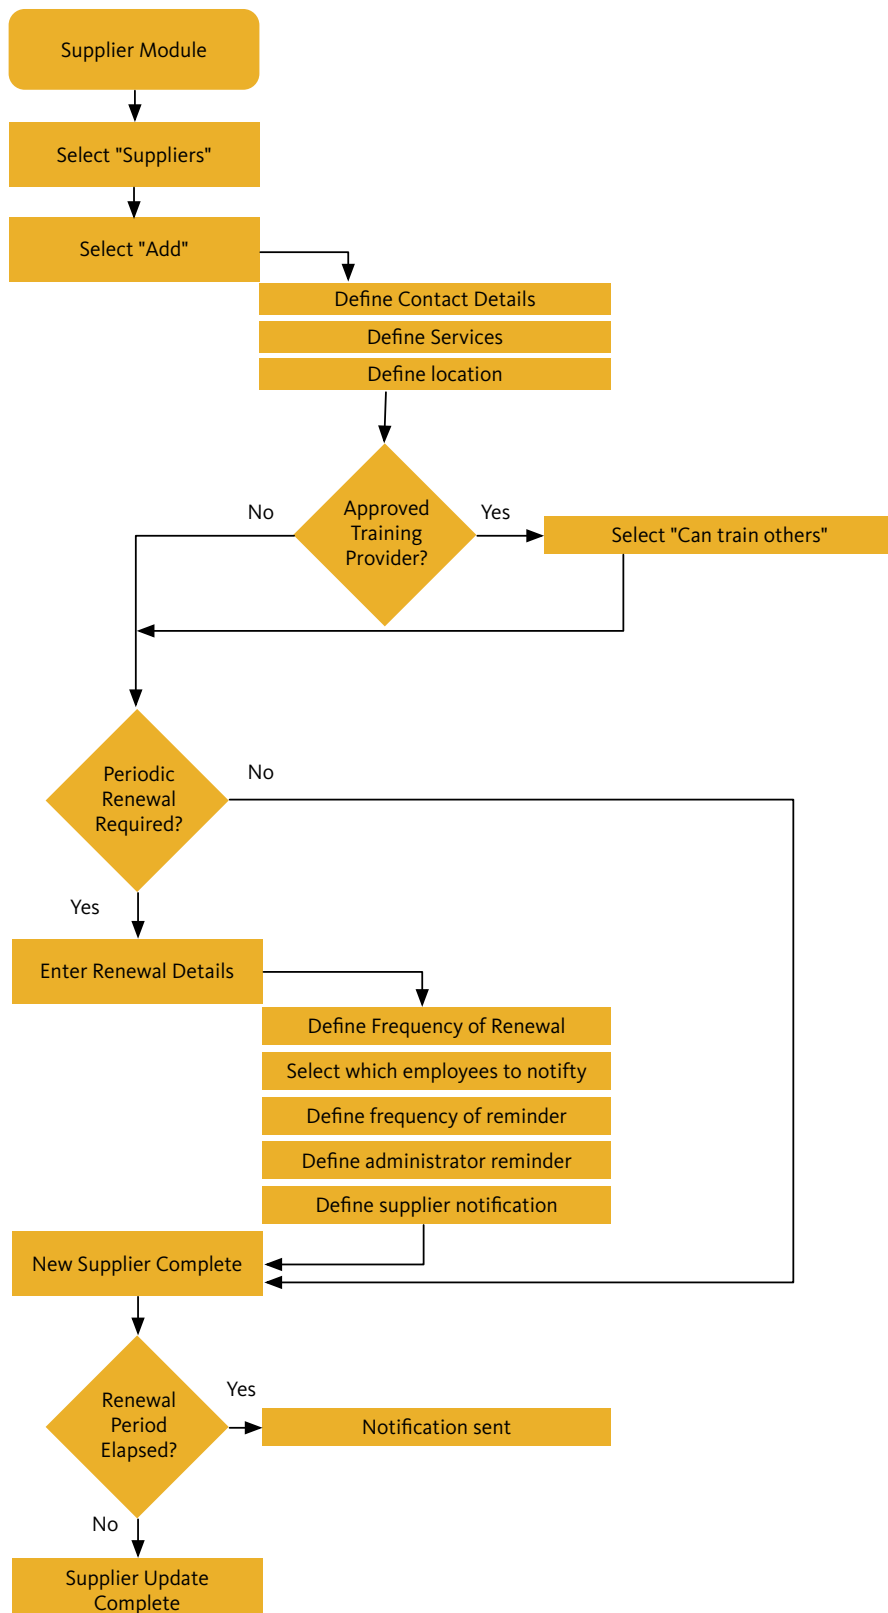 Supplier Module
Select "Suppliers"
Select "Add"
Define Contact Details
Define Services
Define location
Approved
Training
Provider?
No
Yes
Select "Can train others"
Periodic
Renewal
Required?
No
Yes
Enter Renewal Details
Define Frequency of Renewal
Select which employees to notifty
Define frequency of reminder
Define administrator reminder
Define supplier notification
New Supplier Complete
Renewal
Period
Elapsed?
Yes
Notification sent
No
Supplier Update
Complete